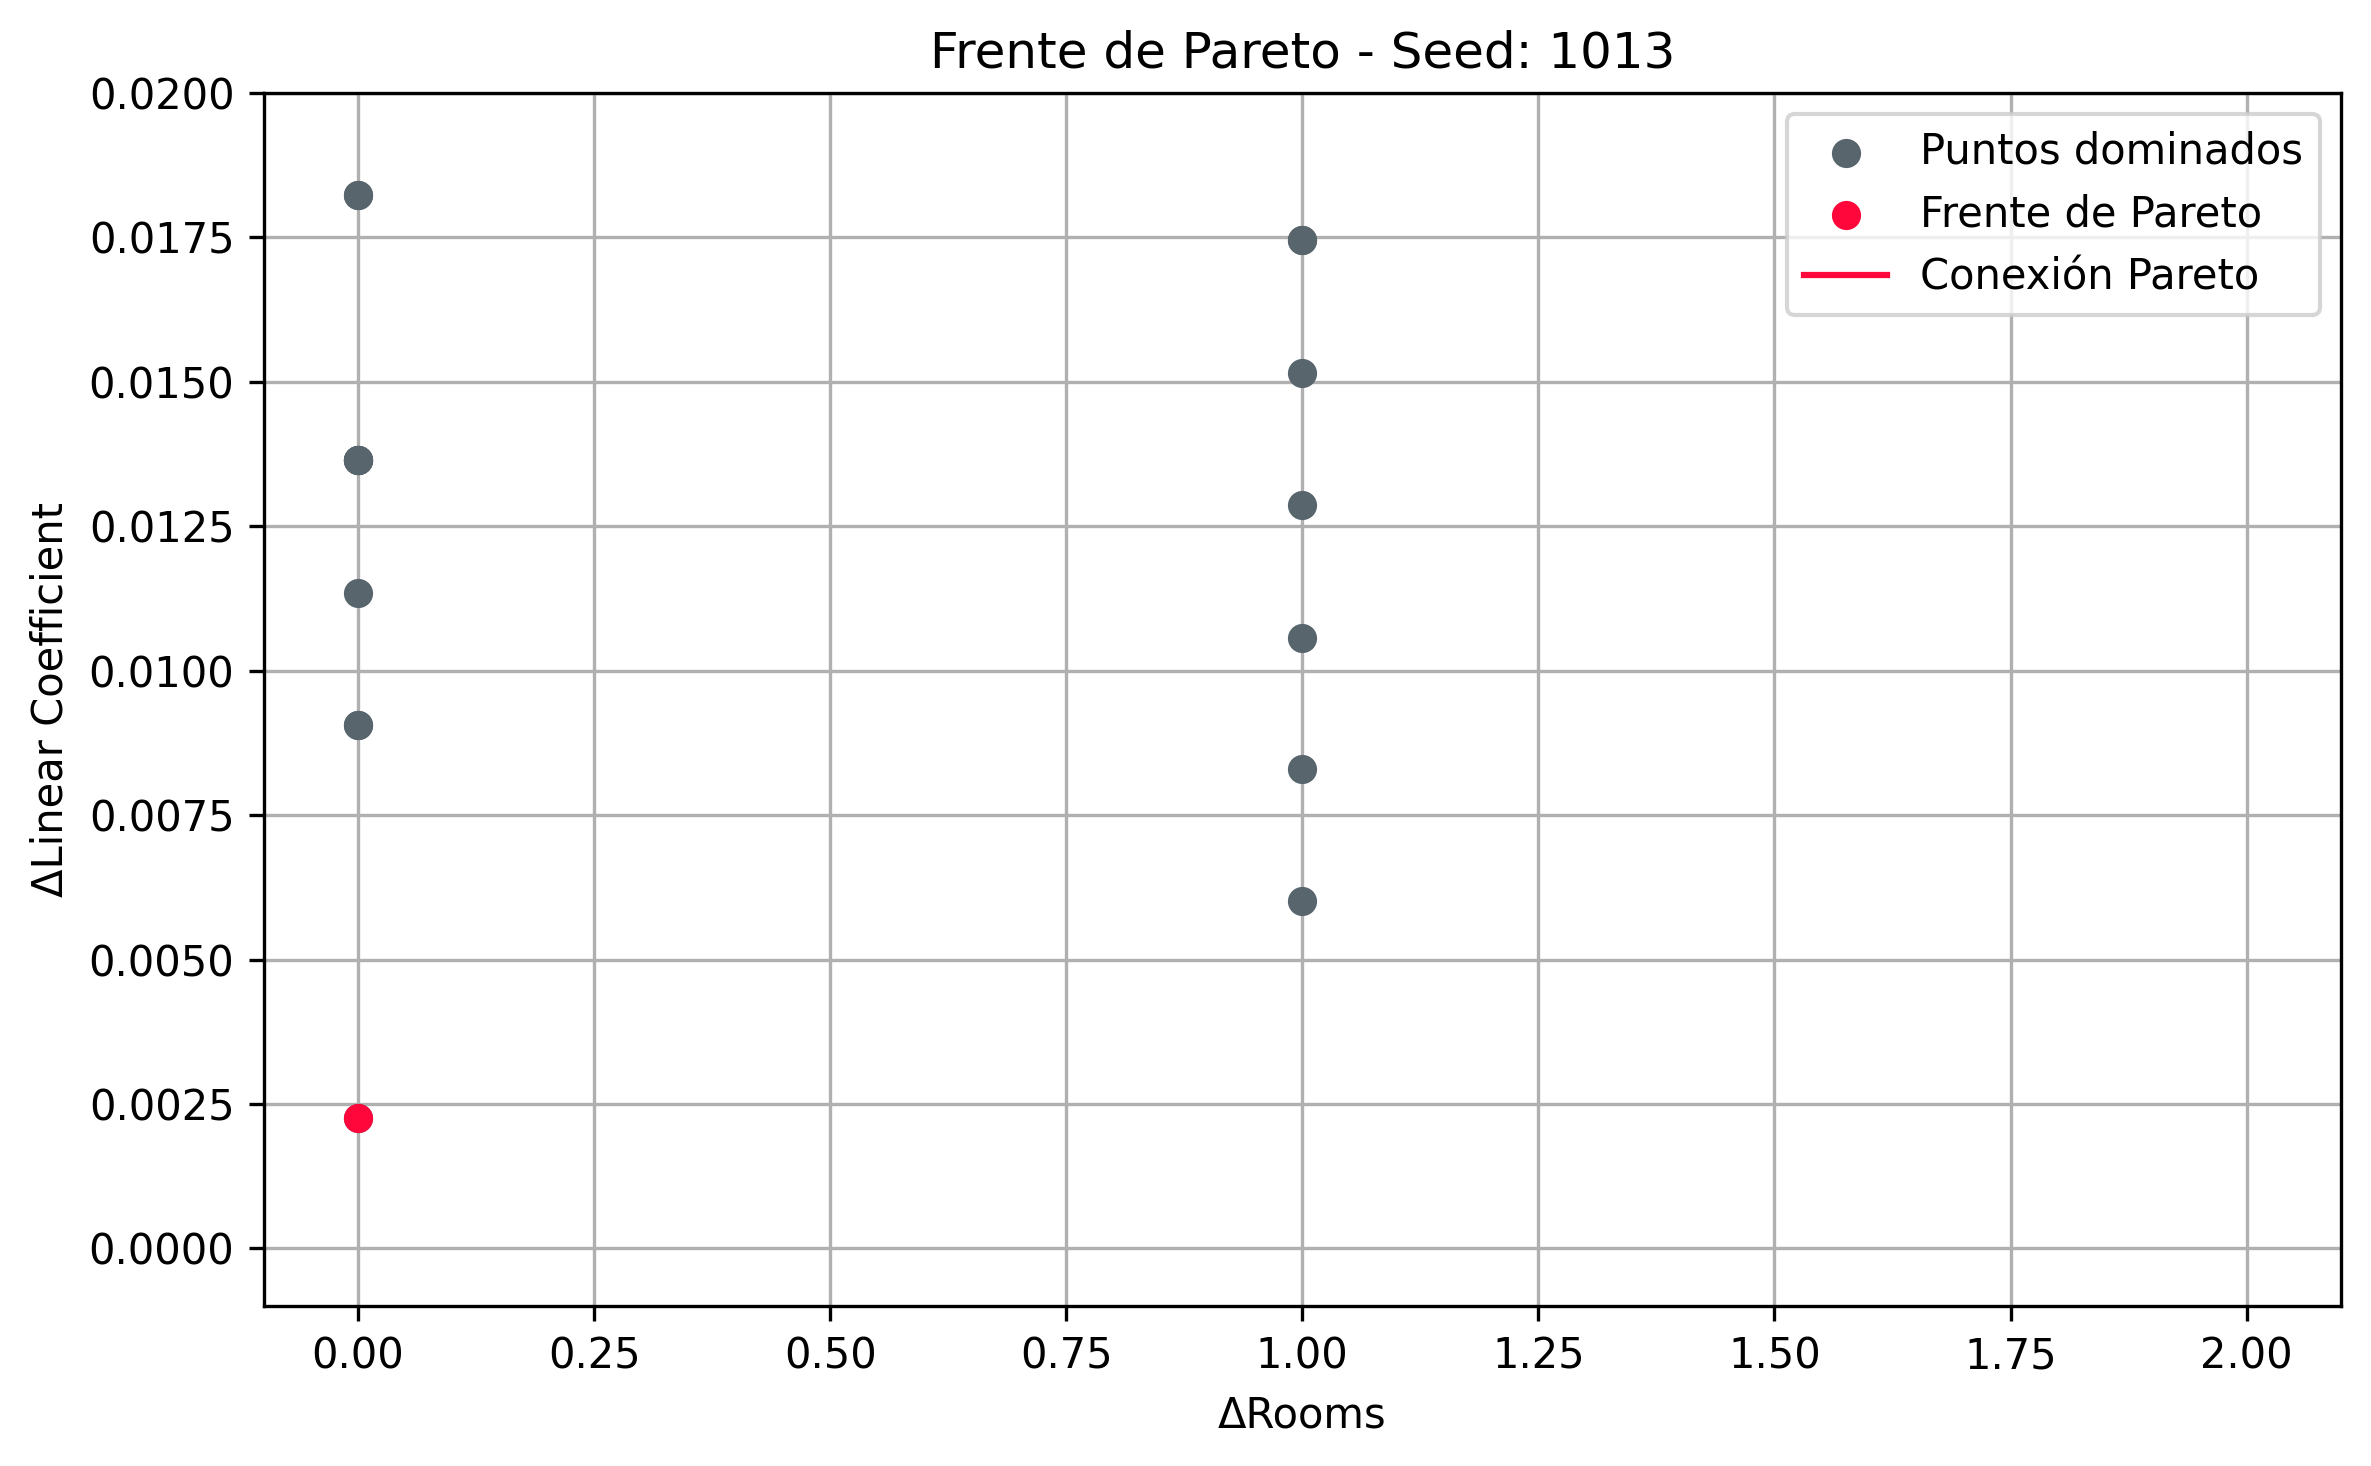 Frente de Pareto - Seed: 1013
Puntos dominados
Frente de Pareto
Conexión Pareto
ΔLinear Coefficient
0.0200
0.0175
0.0150
0.0125
0.0100
0.0075
0.0050
0.0025
0.0000
0.00 0.25 0.50 0.75 1.00 1.25 1.50 1.75 2.00
ΔRooms